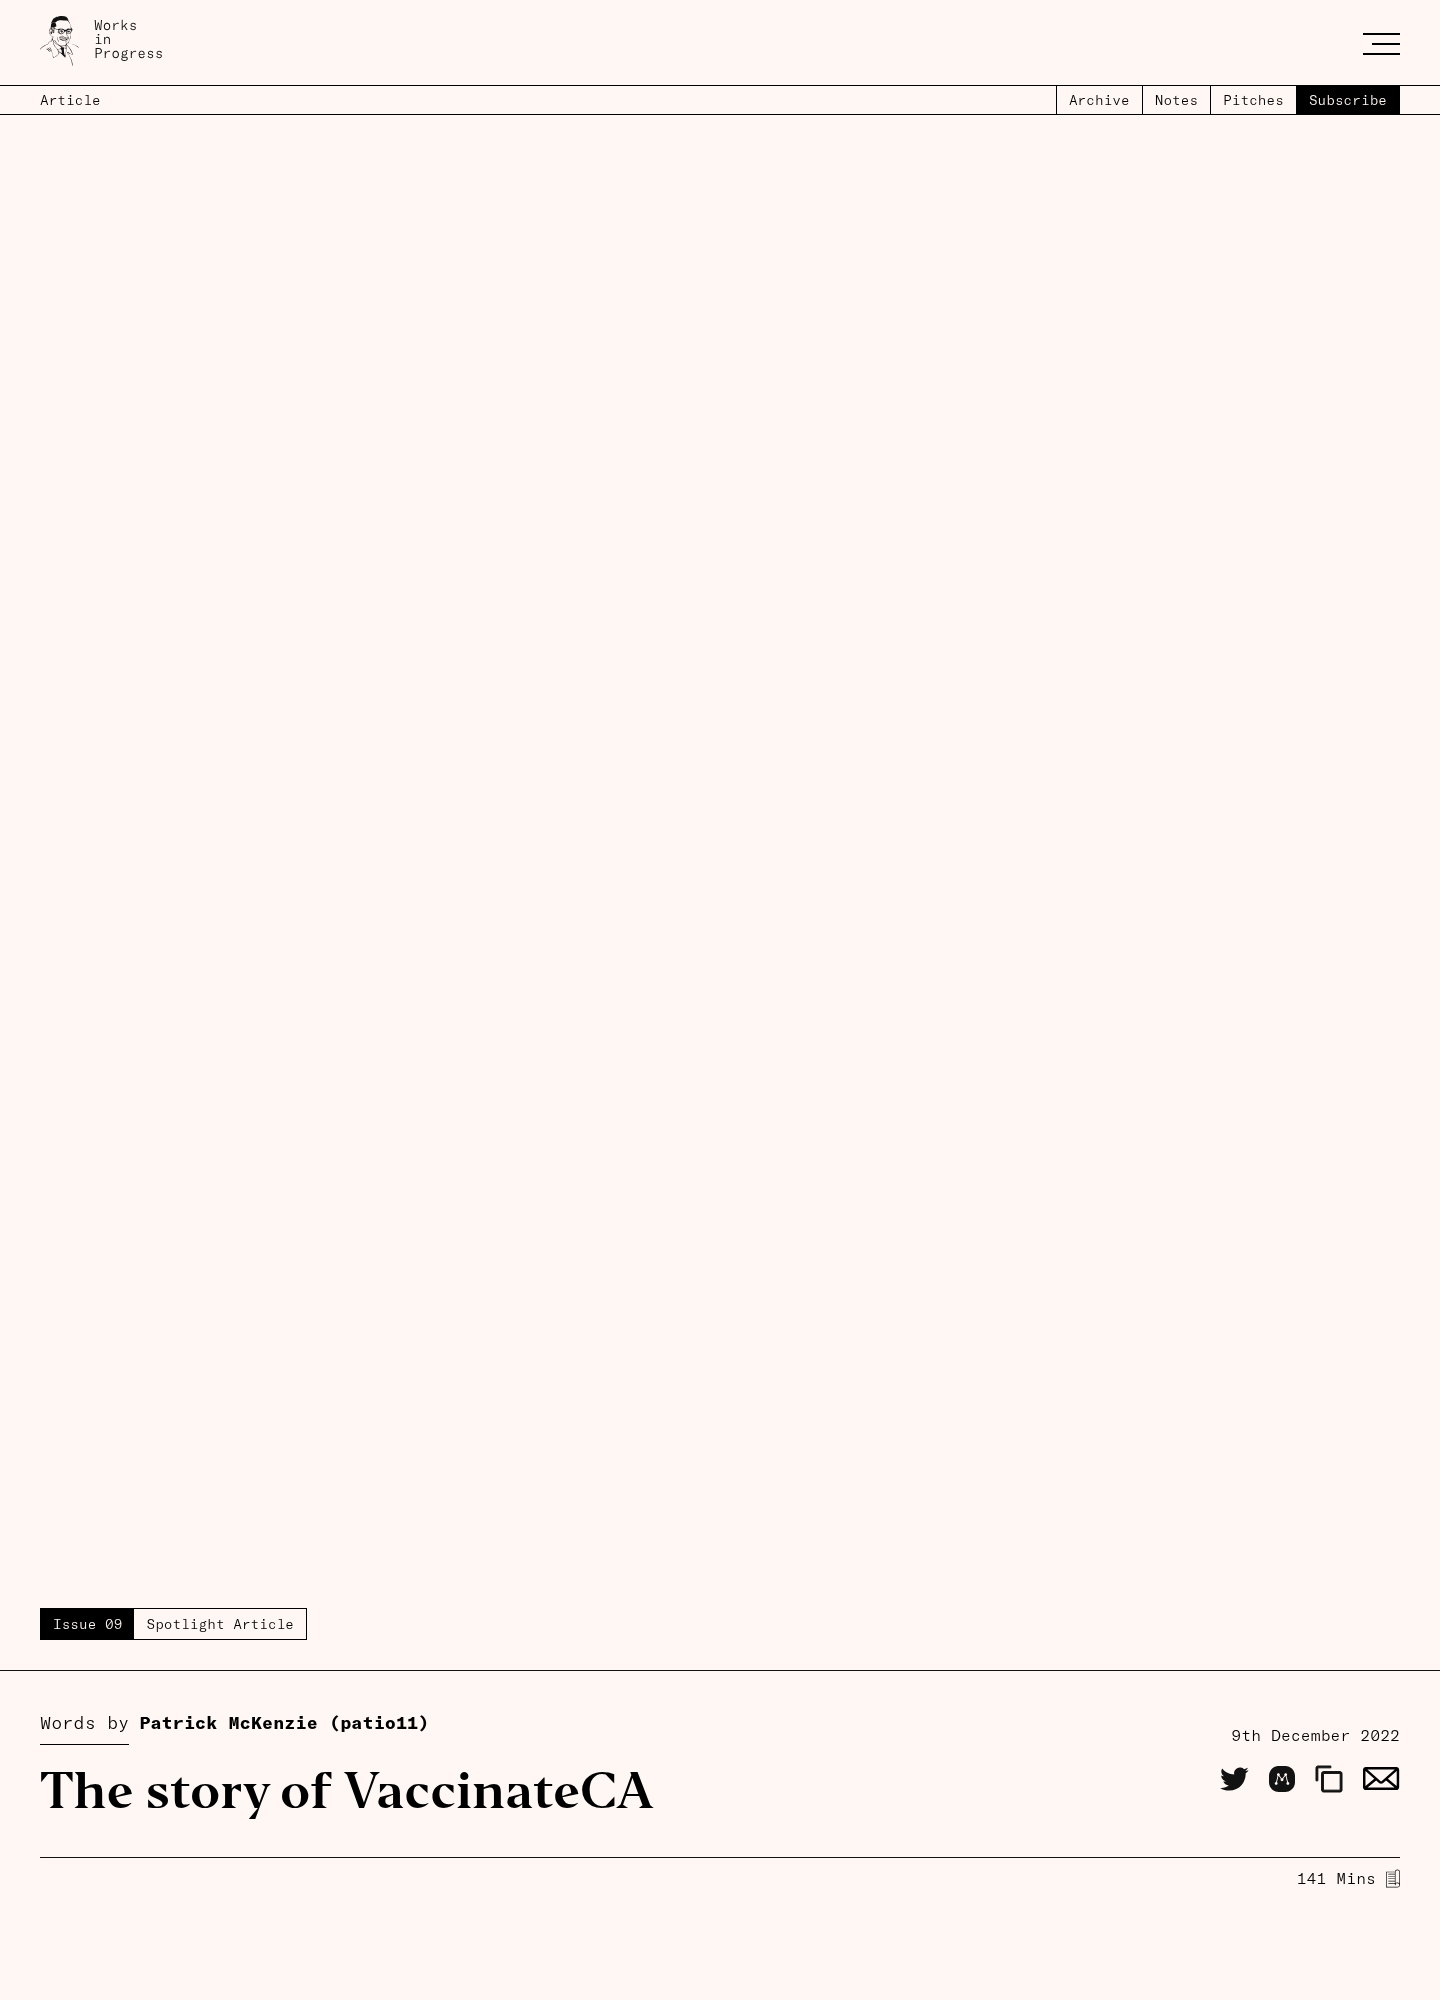 Works
in
Progress
Article
Archive
Notes
Pitches
Subscribe
Issue 09
Spotlight Article
Words by Patrick McKenzie (patio11)
9th December 2022
The story of VaccinateCA
M
141 Mins